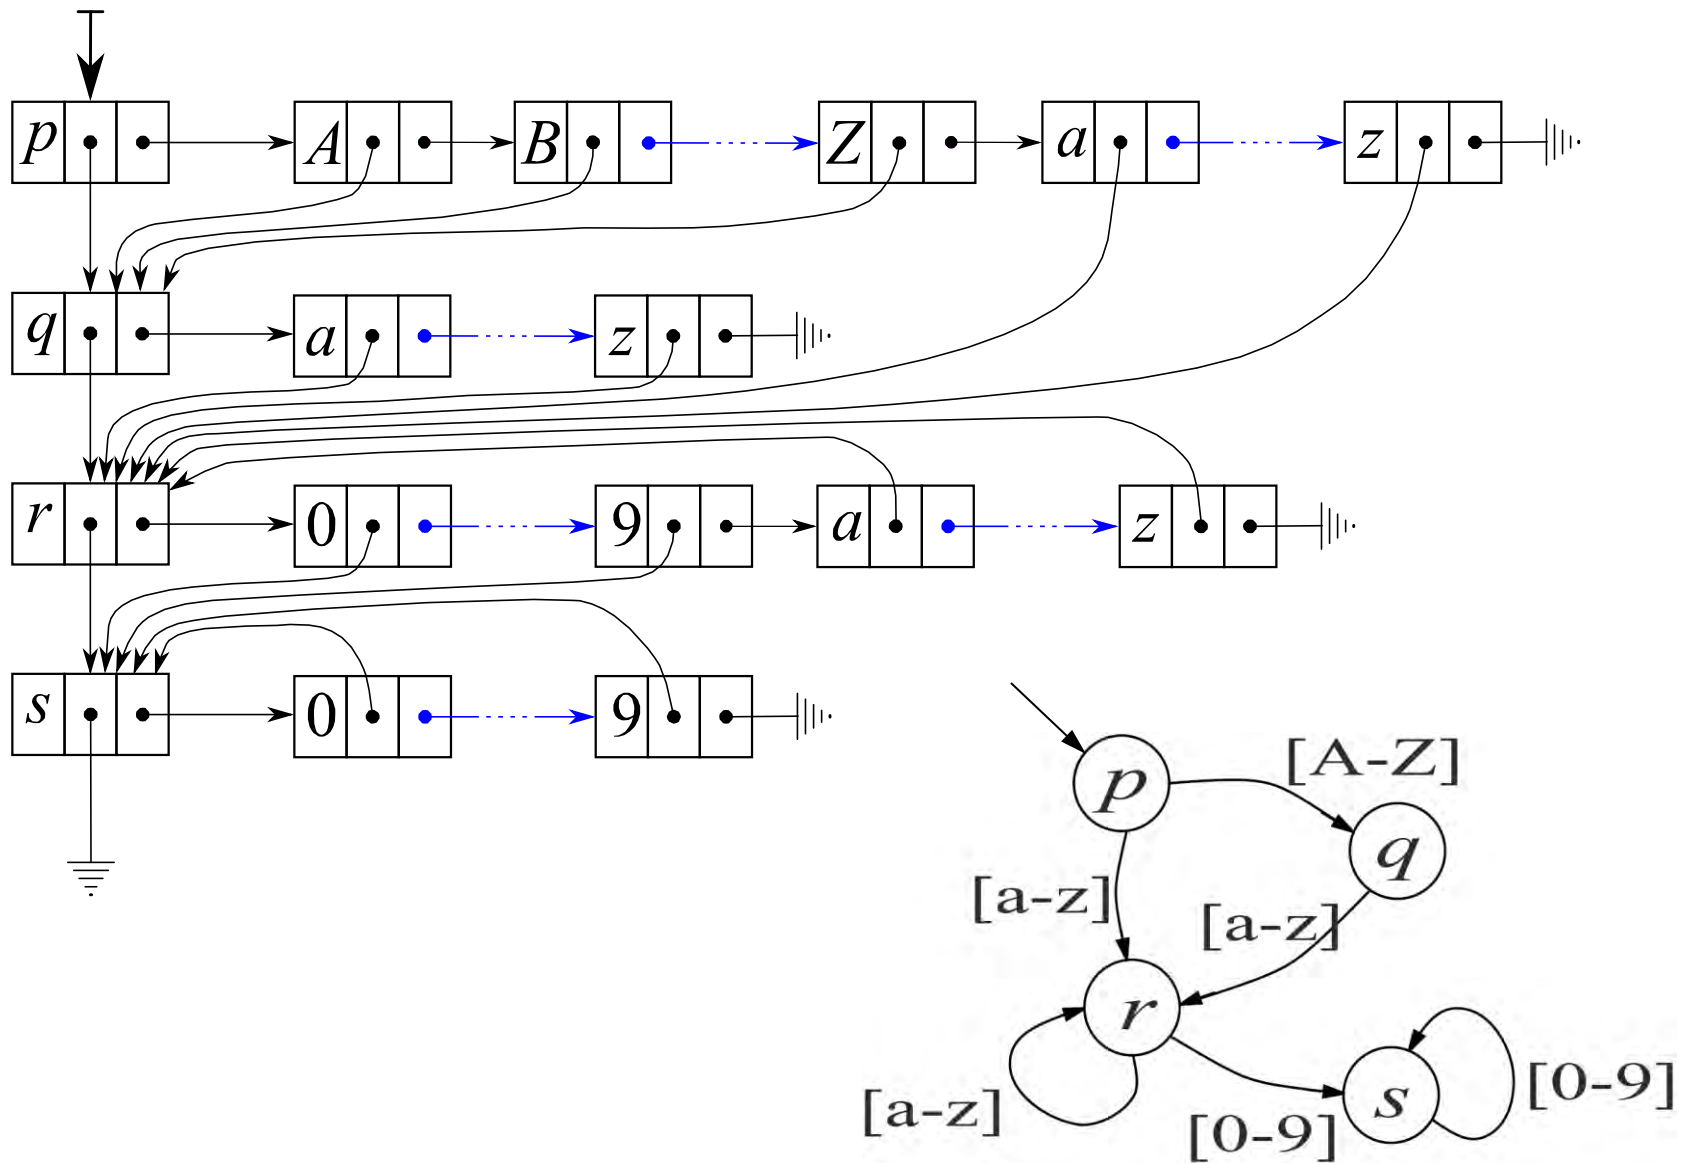 p A B Z a z
q a z
r 0 9 a z
s 0 9
p
[A-Z]
q
[a-z]
[a-z]
r
[a-z]
s
[0-9]
[0-9]